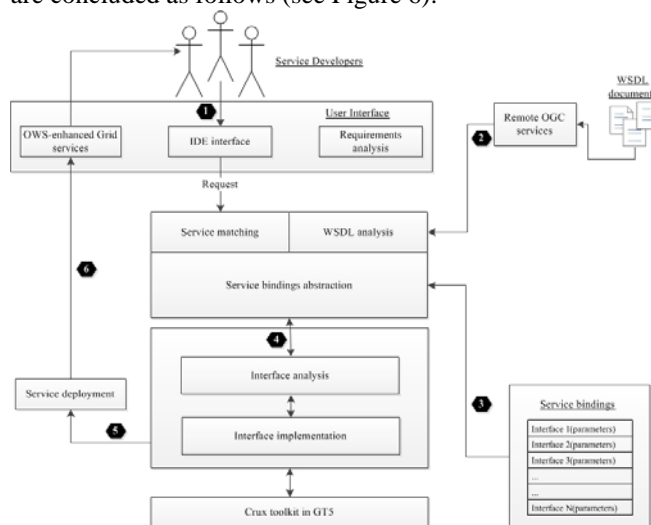 are concluded as follows (see Figure 6).
Service Developers
WSDL
document
1
User Interface
OWS-enhanced Grid
services
IDE interface
Requirements
analysis
Remote OGC
services
2
Request
Service matching
WSDL analysis
Service bindings abstraction
6
4
Interface analysis
Service deployment
3
Service bindings
5
Interface implementation
Interface 1(parameters)
Interface 2(parameters)
Interface 3(parameters)
...
...
Interface N(parameters)
Crux toolkit in GT5